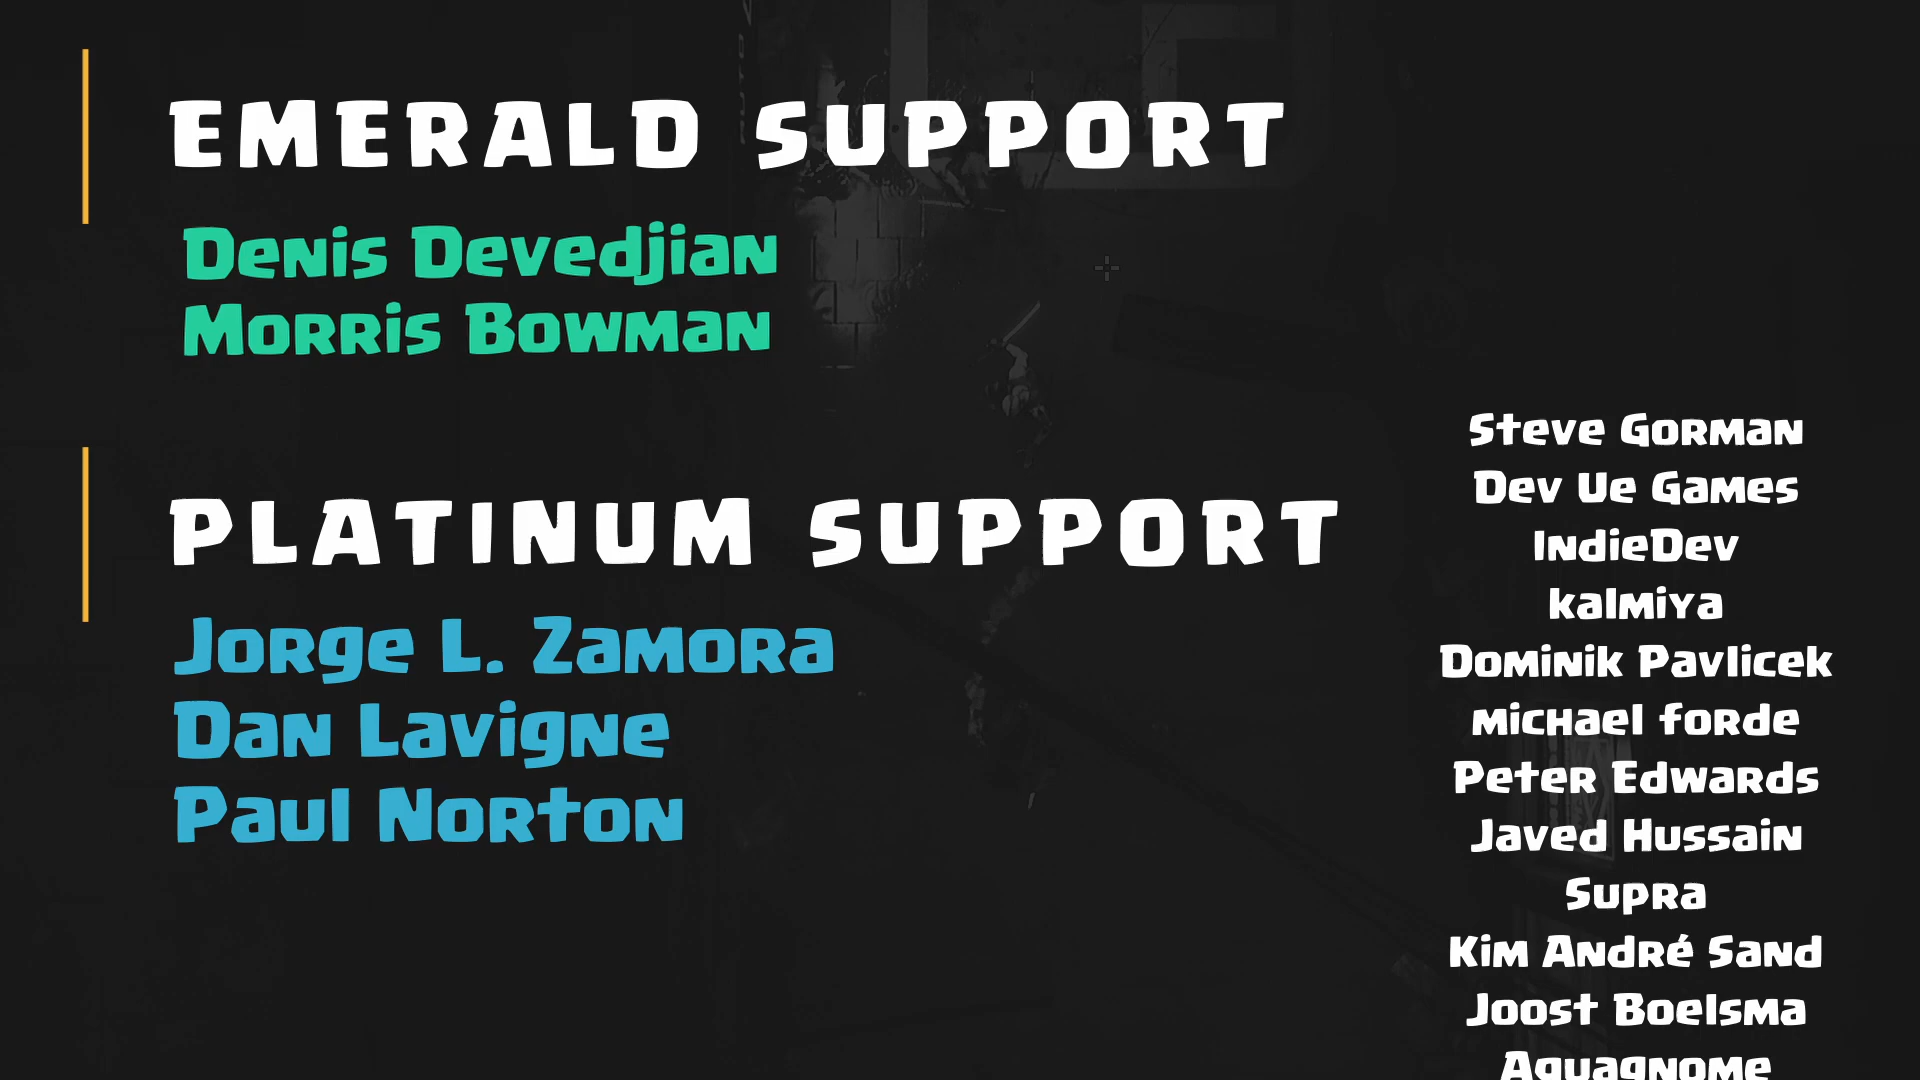 EMERALD SUPPORT
Denis Devedjian
Morris Bowman
PLATINUM SUPPORT
Jorge L. Zamora
Dan Lavigne
Paul Norton
Steve Gorman
Dev Ue Games
IndieDev
kalmiya
Dominik Pavlicek
michael forde
Peter Edwards
Javed Hussain
Supra
Kim André Sand
Joost Boelsma
Aquagnome